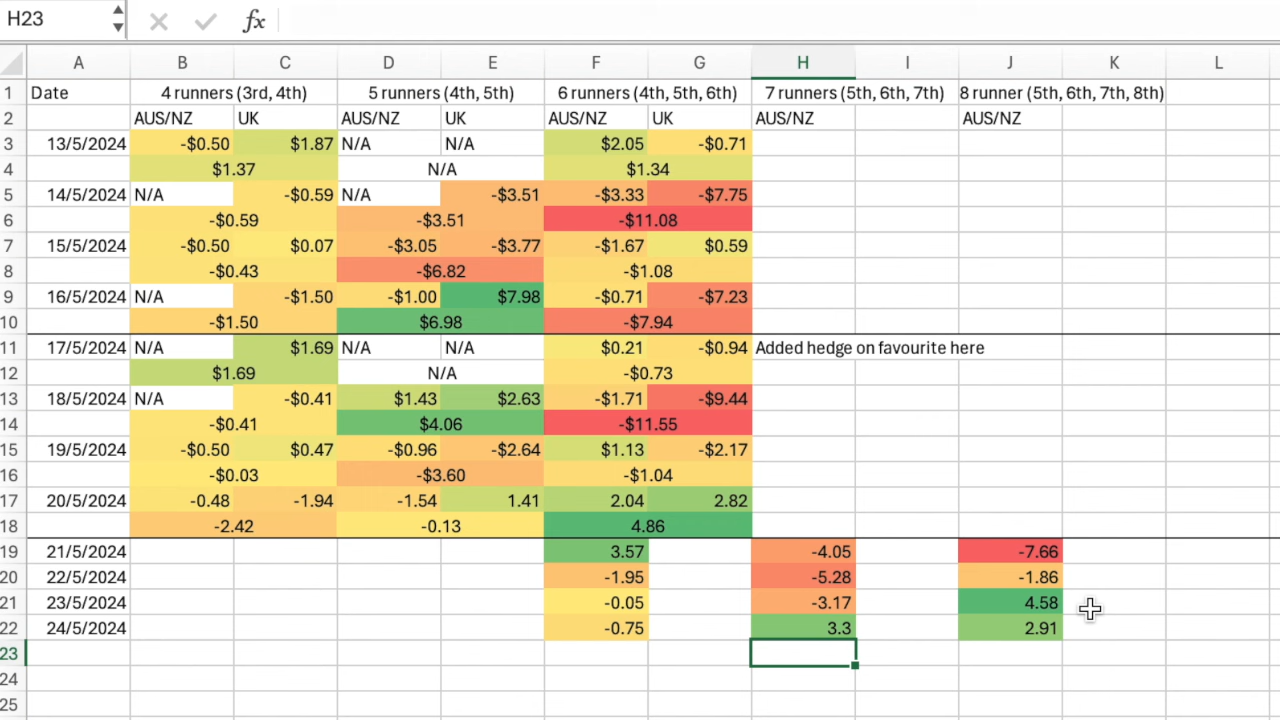 H23 fx
A B C D E F G H I J K L
1 Date 4 runners (3rd, 4th) 5 runners (4th, 5th) 6 runners (4th, 5th, 6th) 7 runners (5th, 6th, 7th) 8 runner (5th, 6th, 7th, 8th)
2 AUS/NZ UK AUS/NZ UK AUS/NZ UK AUS/NZ AUS/NZ
3 13/5/2024 -$0.50 $1.87 N/A N/A $2.05 -$0.71
4 $1.37 N/A $1.34
5 14/5/2024 N/A -$0.59 N/A -$3.51 -$3.33 -$7.75
6 -$0.59 -$3.51 -$11.08
7 15/5/2024 -$0.50 $0.07 -$3.05 -$3.77 -$1.67 $0.59
8 -$0.43 -$6.82 -$1.08
9 16/5/2024 N/A -$1.50 -$1.00 $7.98 -$0.71 -$7.23
10 -$1.50 $6.98 -$7.94
11 17/5/2024 N/A $1.69 N/A N/A $0.21 -$0.94 Added hedge on favourite here
12 $1.69 N/A -$0.73
13 18/5/2024 N/A -$0.41 $1.43 $2.63 -$1.71 -$9.44
14 -$0.41 $4.06 -$11.55
15 19/5/2024 -$0.50 $0.47 -$0.96 -$2.64 $1.13 -$2.17
16 -$0.03 -$3.60 -$1.04
17 20/5/2024 -0.48 -1.94 -1.54 1.41 2.04 2.82
18 -2.42 -0.13 4.86
19 21/5/2024 3.57 -4.05 -7.66
20 22/5/2024 -1.95 -5.28 -1.86
21 23/5/2024 -0.05 -3.17 4.58
22 24/5/2024 -0.75 3.3 2.91
23
24
25